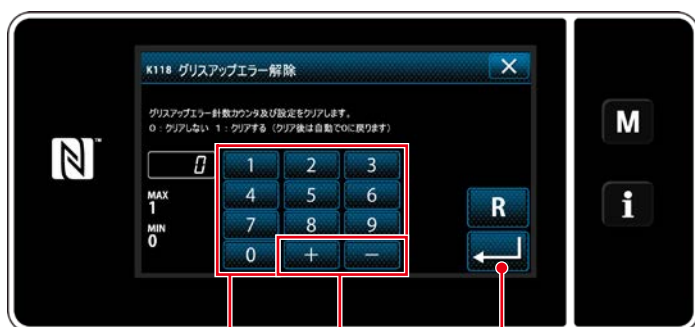 K118 グリスアップエラー解除
グリスアップエラー計数カウンタ及び設定をクリアします。
0：クリアしない 1：クリアする（クリア後は自動で0に戻ります）
0
1 2 3
4 5 6
7 8 9
0 + −
MAX
1
MIN
0
R
M
i
N